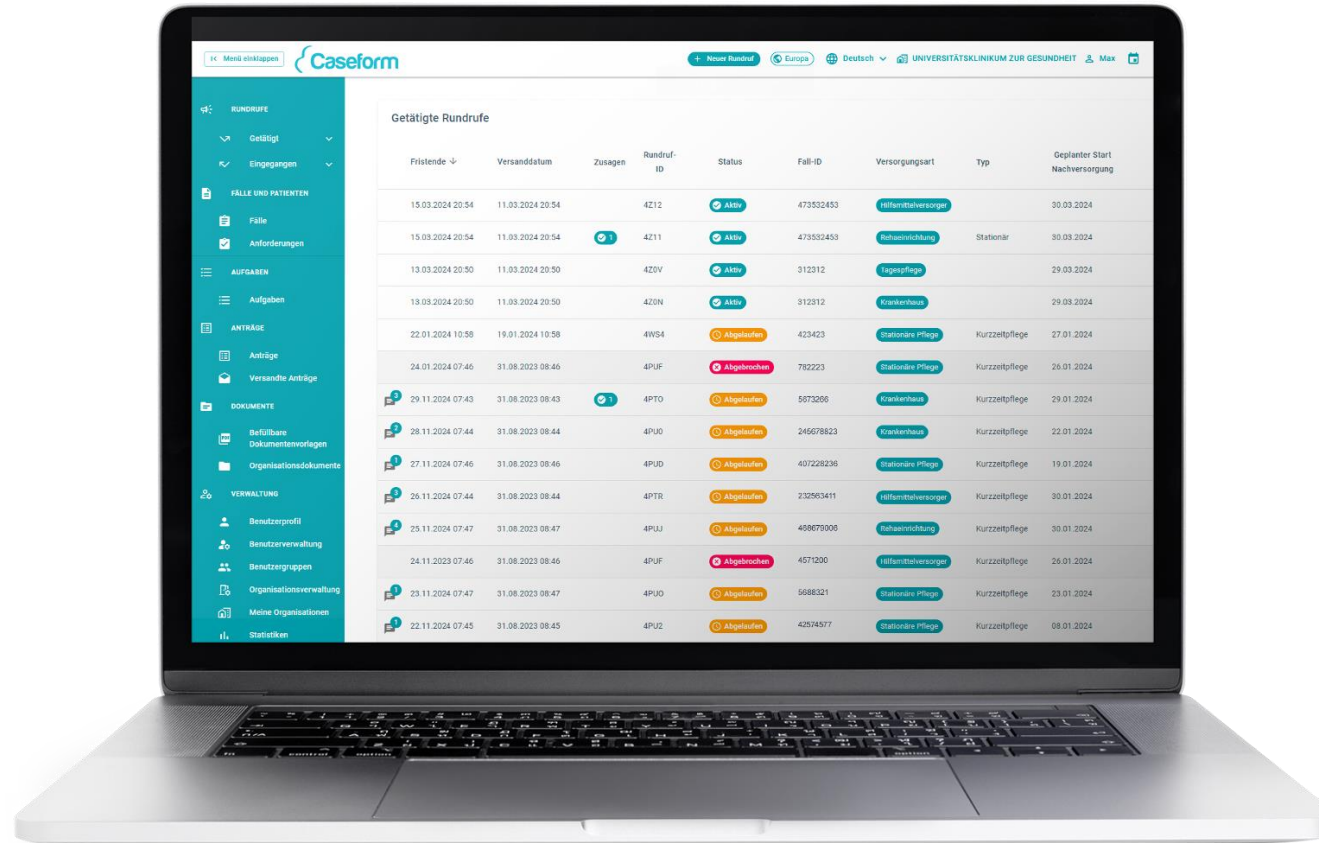 Menü einklappen
Caseform
+ Neuer Rundruf
Europa
Deutsch
UNIVERSITÄTSKLINIKUM ZUR GESUNDHEIT
Max
RUNDRUFE
Getätigt
Eingegangen
FÄLLE UND PATIENTEN
Fälle
Anforderungen
AUFGABEN
Aufgaben
ANTRÄGE
Anträge
Versandte Anträge
DOKUMENTE
Befüllbare
Dokumentenvorlagen
Organisationsdokumente
VERWALTUNG
Benutzerprofil
Benutzerverwaltung
Benutzergruppen
Organisationsverwaltung
Meine Organisationen
Statistiken
Getätigte Rundrufe
Fristende ↓ Versanddatum Zusagen Rundruf-ID Status Fall-ID Versorgungsart Typ Geplanter Start Nachversorgung
15.03.2024 20:54 11.03.2024 20:54 4Z12 Aktiv 473532453 Hilfsmittelversorger 30.03.2024
15.03.2024 20:54 11.03.2024 20:54 1 4Z11 Aktiv 473532453 Rehaeinrichtung Stationär 30.03.2024
13.03.2024 20:50 11.03.2024 20:50 4Z0V Aktiv 312312 Tagespflege 29.03.2024
13.03.2024 20:50 11.03.2024 20:50 4Z0N Aktiv 312312 Krankenhaus 29.03.2024
22.01.2024 10:58 19.01.2024 10:58 4WS4 Abgelaufen 423423 Stationäre Pflege Kurzzeitpflege 27.01.2024
24.01.2024 07:46 31.08.2023 08:46 4PUF Abgebrochen 782223 Stationäre Pflege Kurzzeitpflege 26.01.2024
3 29.11.2024 07:43 31.08.2023 08:43 1 4PTO Abgelaufen 5673266 Krankenhaus Kurzzeitpflege 29.01.2024
2 28.11.2024 07:44 31.08.2023 08:44 4PU0 Abgelaufen 245678823 Krankenhaus Kurzzeitpflege 22.01.2024
1 27.11.2024 07:46 31.08.2023 08:46 4PUD Abgelaufen 407228236 Stationäre Pflege Kurzzeitpflege 19.01.2024
3 26.11.2024 07:44 31.08.2023 08:44 4PTR Abgelaufen 232563411 Hilfsmittelversorger Kurzzeitpflege 30.01.2024
4 25.11.2024 07:47 31.08.2023 08:47 4PUJ Abgelaufen 468679006 Rehaeinrichtung Kurzzeitpflege 30.01.2024
24.11.2023 07:46 31.08.2023 08:46 4PUF Abgebrochen 4571200 Hilfsmittelversorger Kurzzeitpflege 26.01.2024
1 23.11.2024 07:47 31.08.2023 08:47 4PUO Abgelaufen 5688321 Stationäre Pflege Kurzzeitpflege 23.01.2024
1 22.11.2024 07:45 31.08.2023 08:45 4PU2 Abgelaufen 42574577 Stationäre Pflege Kurzzeitpflege 08.01.2024
fn control option